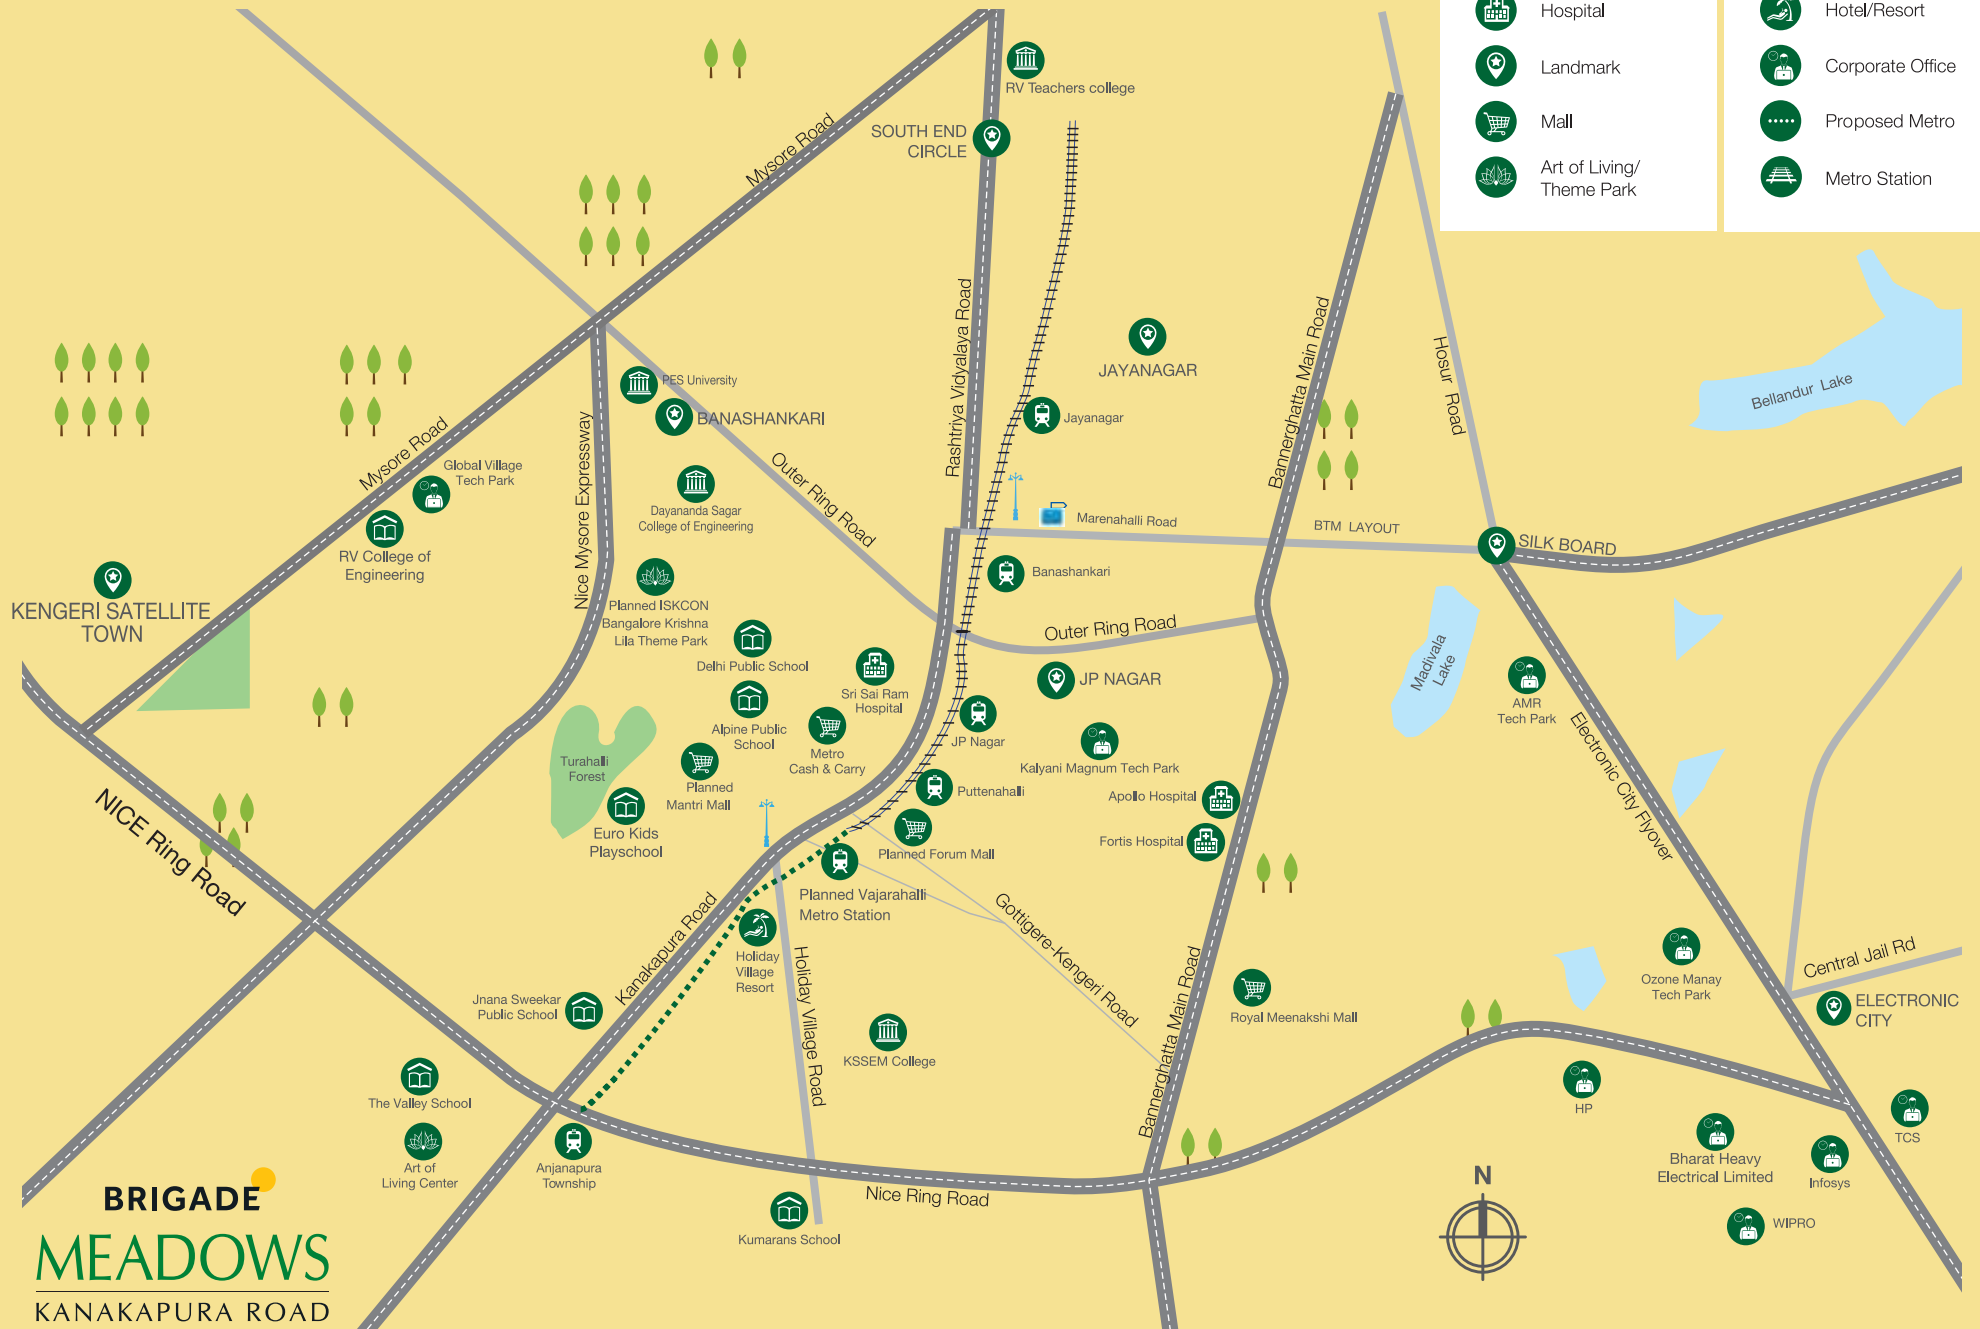 Hospital
Hotel/Resort
Landmark
Corporate Office
Mall
Proposed Metro
Art of Living/
Theme Park
Metro Station
RV Teachers college
SOUTH END
CIRCLE
Mysore Road
Rashtriya Vidyalaya Road
JAYANAGAR
Bannerghatta Main Road
Hosur Road
Bellandur Lake
PES University
BANASHANKARI
Jayanagar
Mysore Road
Global Village
Tech Park
Nice Mysore Expressway
Dayananda Sagar
College of Engineering
Outer Ring Road
Marenahalli Road
BTM LAYOUT
SILK BOARD
RV College of
Engineering
KENGERI SATELLITE
TOWN
Banashankari
Planned ISKCON
Bangalore Krishna
Lila Theme Park
Outer Ring Road
Delhi Public School
Sri Sai Ram
Hospital
JP NAGAR
Madivala
Lake
AMR
Tech Park
Alpine Public
School
JP Nagar
Metro
Cash & Carry
Kalyani Magnum Tech Park
Electronic City Flyover
Turahalli
Forest
Planned
Mantri Mall
Puttenahalli
Apollo Hospital
NICE Ring Road
Euro Kids
Playschool
Planned Forum Mall
Fortis Hospital
Planned Vajarahalli
Metro Station
Kanakapura Road
Gottigere-Kengeri Road
Holiday
Village
Resort
Holiday Village Road
Bannerghatta Main Road
Central Jail Rd
Ozone Manay
Tech Park
Jnana Sweekar
Public School
Royal Meenakshi Mall
ELECTRONIC
CITY
KSSEM College
The Valley School
HP
TCS
Art of
Living Center
Anjanapura
Township
Bharat Heavy
Electrical Limited
Infosys
N
Nice Ring Road
BRIGADE
MEADOWS
KANAKAPURA ROAD
Kumarans School
WIPRO